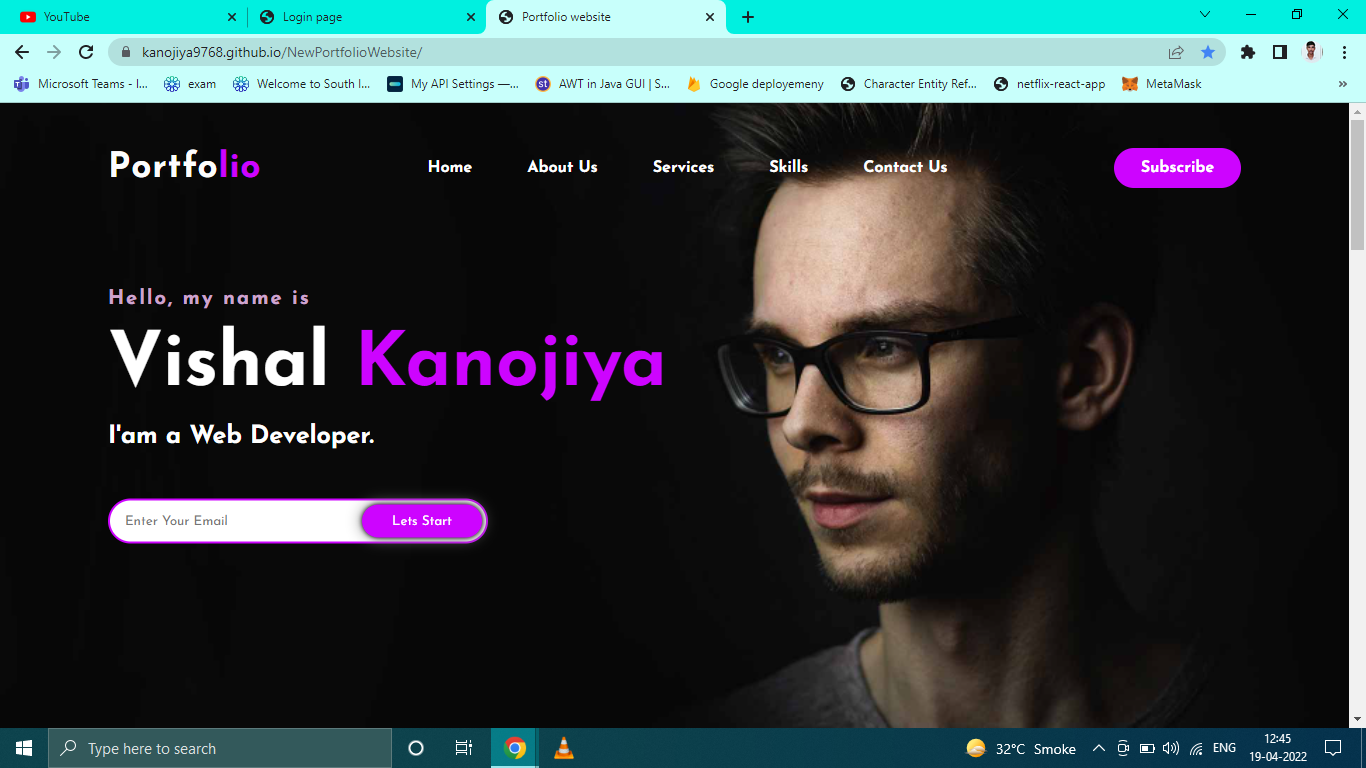 YouTube
Login page
Portfolio website
kanojiya9768.github.io/NewPortfolioWebsite/
Microsoft Teams - I...
exam
Welcome to South I...
My API Settings —...
st
AWT in Java GUI | S...
Google deployemeny
Character Entity Ref...
netflix-react-app
MetaMask
Portfolio
Home
About Us
Services
Skills
Contact Us
Subscribe
Hello, my name is
Vishal Kanojiya
I'am a Web Developer.
Enter Your Email
Lets Start
Type here to search
32°C Smoke
ENG
12:45
19-04-2022